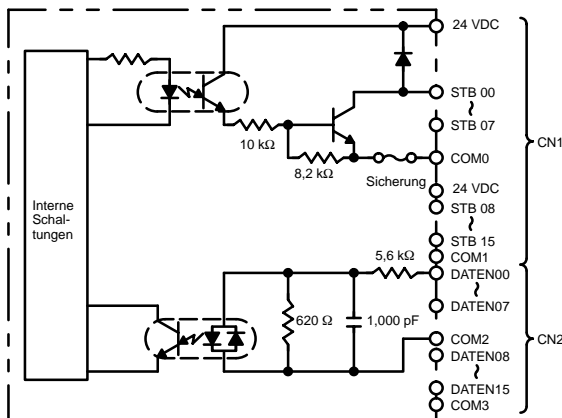 24 VDC
STB 00
STB 07
10 kΩ
COM0
CN1
8,2 kΩ
Sicherung
24 VDC
Interne
Schal-
tungen
STB 08
STB 15
5,6 kΩ
COM1
DATEN00
620 Ω
1,000 pF
DATEN07
COM2
CN2
DATEN08
DATEN15
COM3